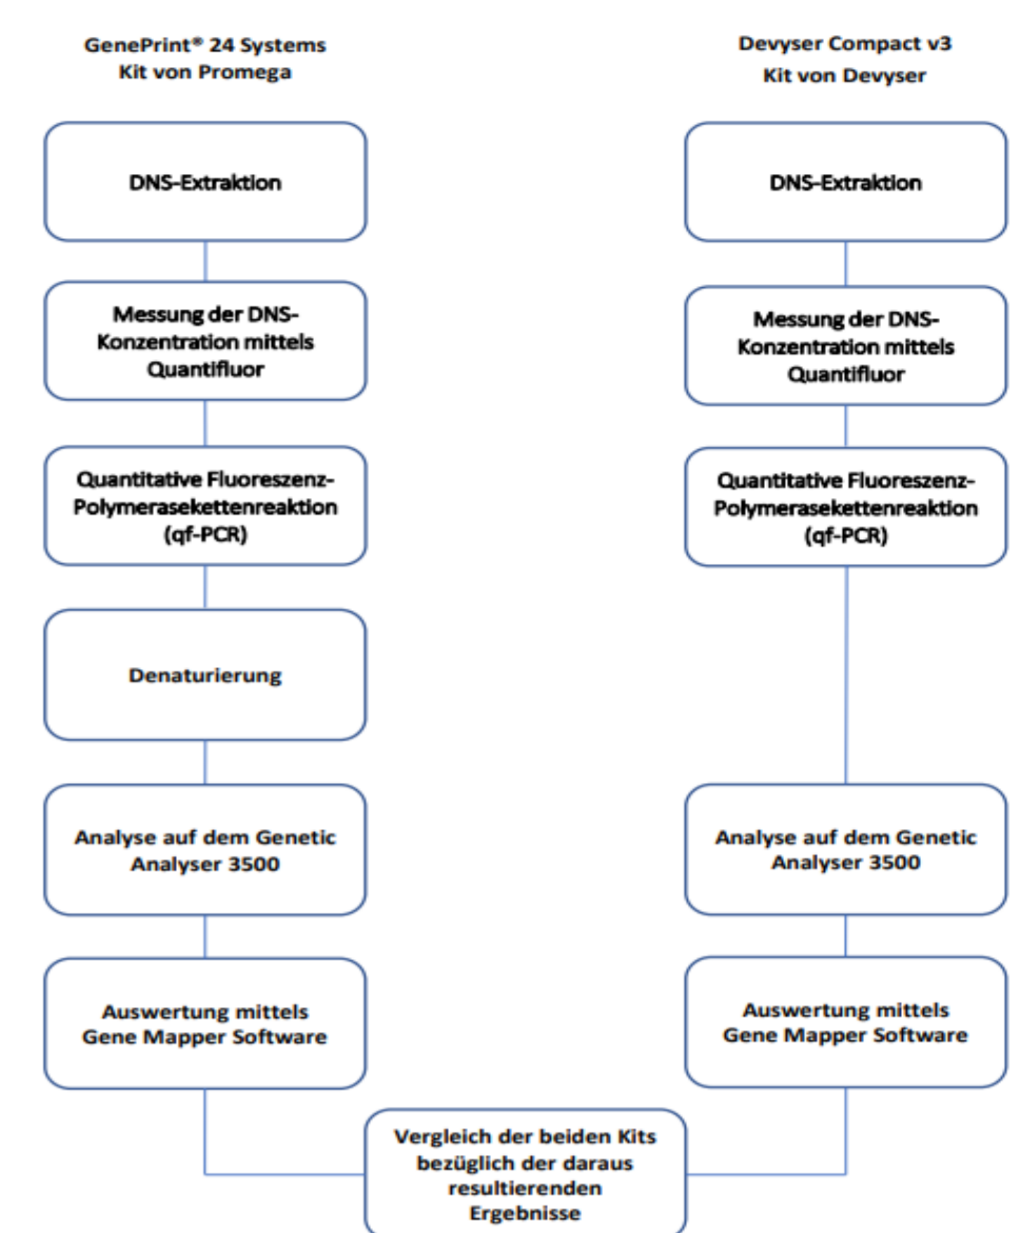 GenePrint® 24 Systems
Kit von Promega
DNS-Extraktion
Messung der DNS-
Konzentration mittels
Quantifluor
Quantitative Fluoreszenz-
Polymerasekettenreaktion
(qf-PCR)
Denaturierung
Analyse auf dem Genetic
Analyser 3500
Auswertung mittels
Gene Mapper Software
Devyser Compact v3
Kit von Devyser
DNS-Extraktion
Messung der DNS-
Konzentration mittels
Quantifluor
Quantitative Fluoreszenz-
Polymerasekettenreaktion
(qf-PCR)
Analyse auf dem Genetic
Analyser 3500
Auswertung mittels
Gene Mapper Software
Vergleich der beiden Kits
bezüglich der daraus
resultierenden
Ergebnisse